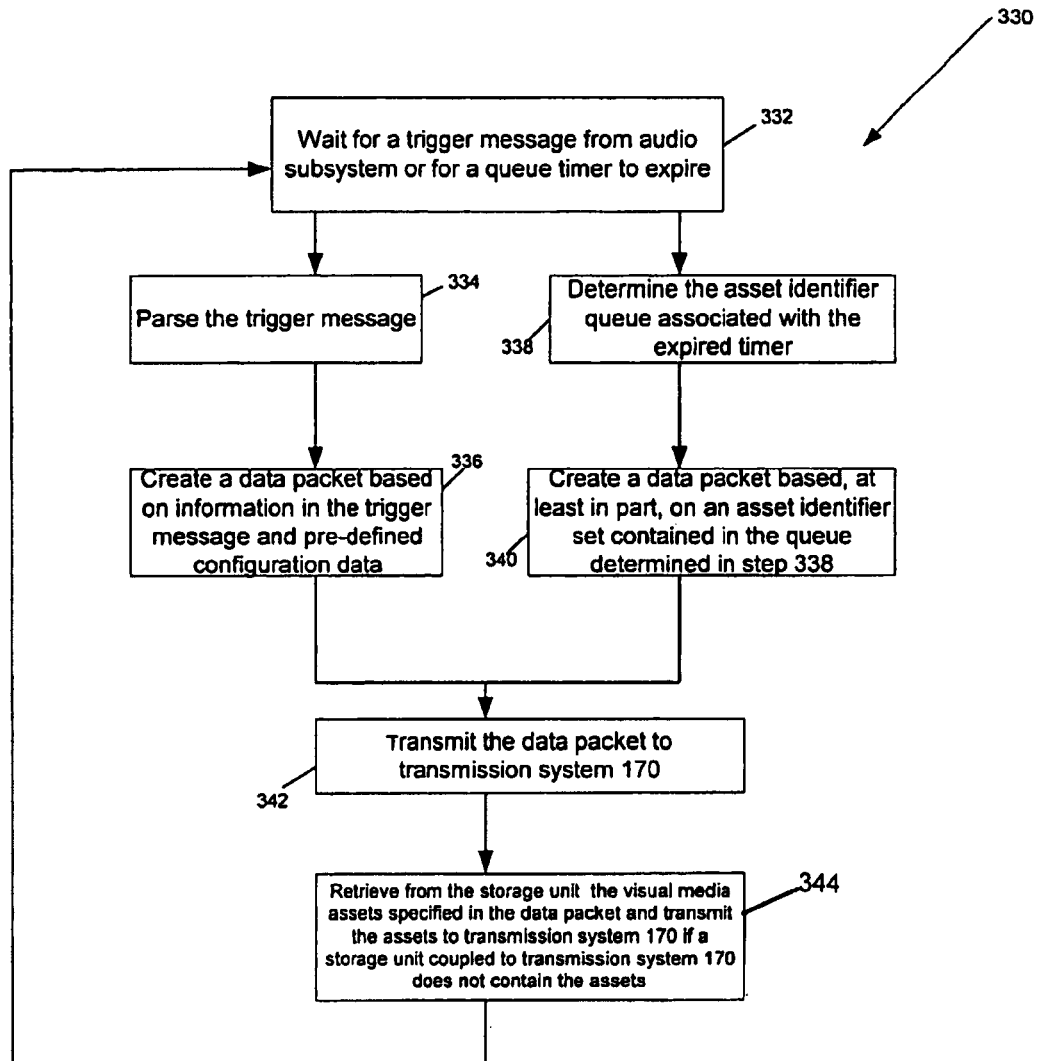 330
332
Wait for a trigger message from audio
subsystem or for a queue timer to expire
334
Parse the trigger message
338
Determine the asset identifier
queue associated with the
expired timer
336
Create a data packet based
on information in the trigger
message and pre-defined
configuration data
340
Create a data packet based, at
least in part, on an asset identifier
set contained in the queue
determined in step 338
342
Transmit the data packet to
transmission system 170
344
Retrieve from the storage unit the visual media
assets specified in the data packet and transmit
the assets to transmission system 170 if a
storage unit coupled to transmission system 170
does not contain the assets